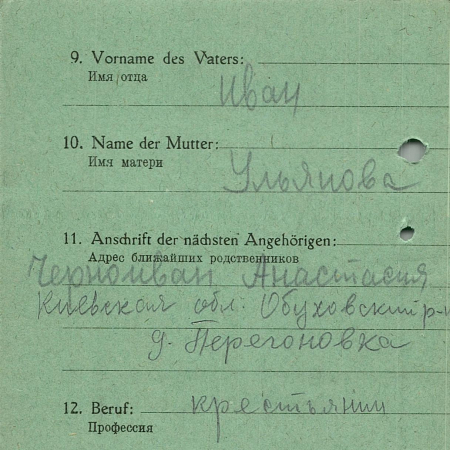 9. Vorname des Vaters:
Имя отца
Иван
10. Name der Mutter:
Имя матери
Ульянова
11. Anschrift der nächsten Angehörigen:
Адрес ближайших родственников
Черноиван Анастасия
Киевская обл. Обуховский р-н
д. Перегоновка
12. Beruf: крестьянин
Профессия